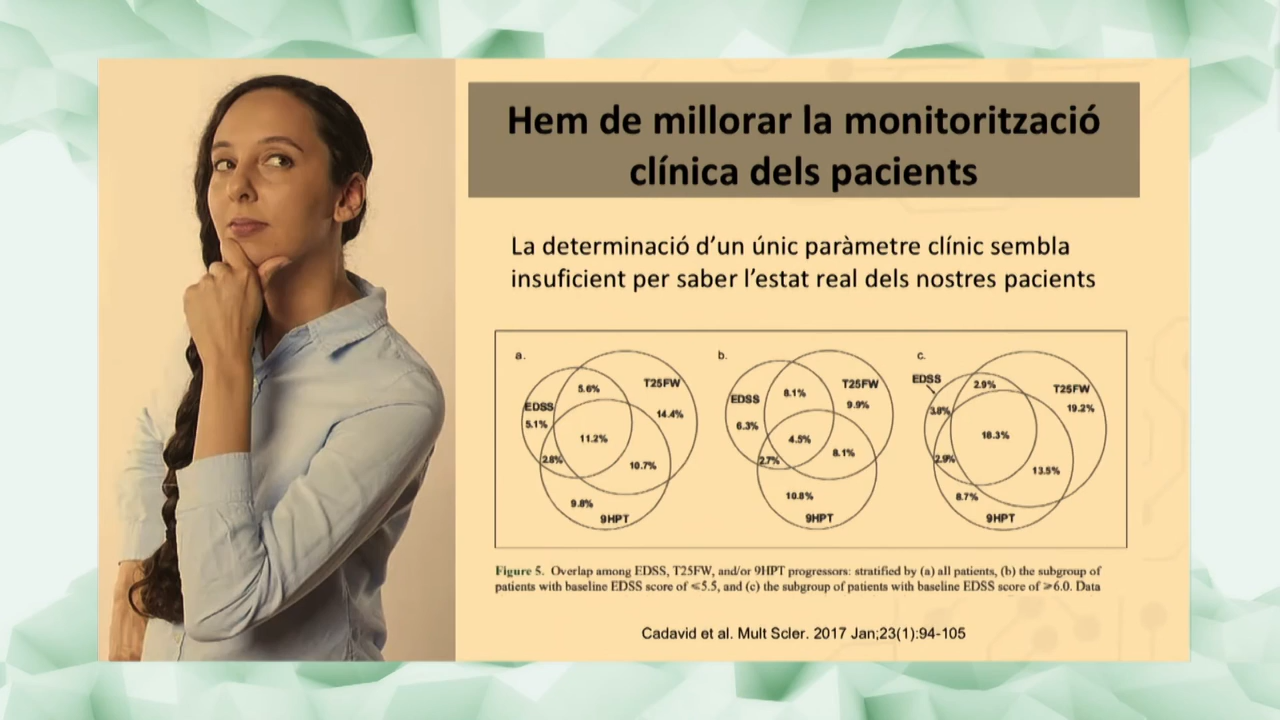 Hem de millorar la monitorització
clínica dels pacients
La determinació d'un únic paràmetre clínic sembla
insuficient per saber l'estat real dels nostres pacients
a.
5.6%
T25FW
14.4%
EDSS
5.1%
11.2%
2.8%
10.7%
9.8%
9HPT
b.
8.1%
T25FW
9.9%
EDSS
6.3%
4.5%
8.1%
2.7%
10.8%
9HPT
c.
EDSS
2.9%
T25FW
19.2%
3.8%
18.3%
2.9%
13.5%
8.7%
9HPT
Figure 5. Overlap among EDSS, T25FW, and/or 9HPT progressors: stratified by (a) all patients, (b) the subgroup of
patients with baseline EDSS score of ≤5.5, and (c) the subgroup of patients with baseline EDSS score of ≥6.0. Data
Cadavid et al. Mult Scler. 2017 Jan;23(1):94-105